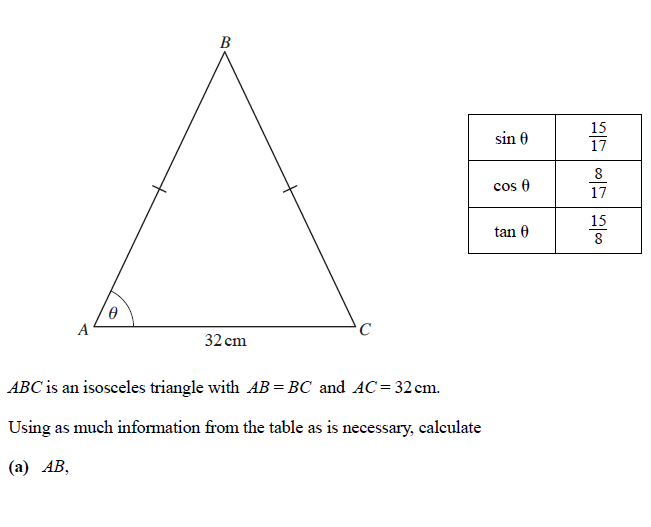 B
sin θ 15/17
cos θ 8/17
tan θ 15/8
θ
A
C
32 cm
ABC is an isosceles triangle with AB = BC and AC = 32 cm.
Using as much information from the table as is necessary, calculate
(a) AB,